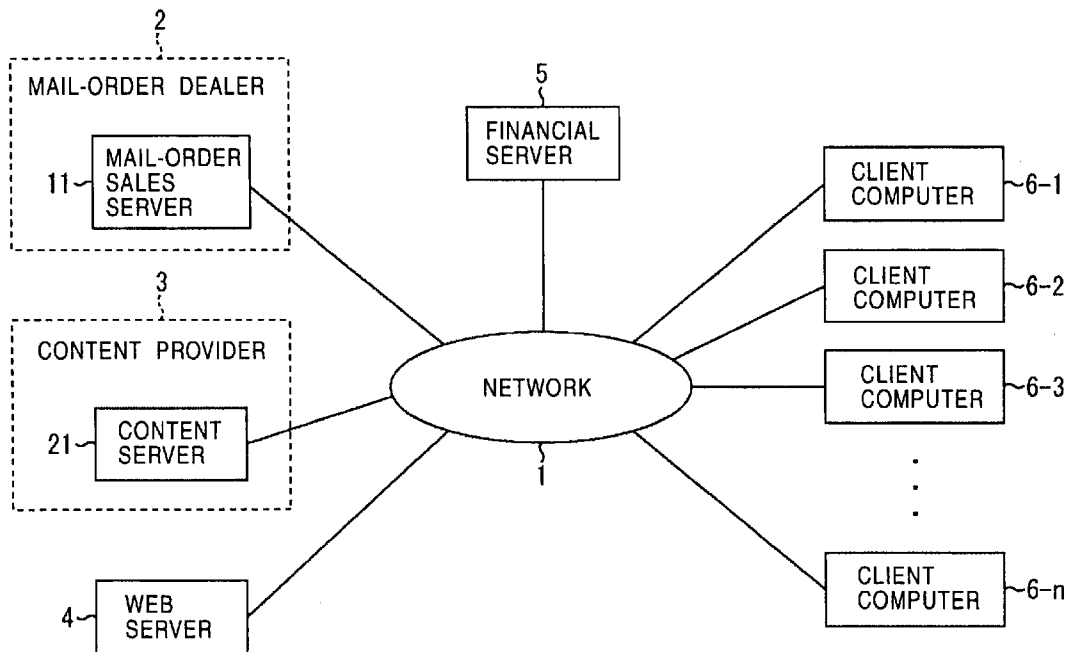 2
MAIL-ORDER DEALER
MAIL-ORDER
SALES
SERVER
11
3
CONTENT PROVIDER
CONTENT
SERVER
21
WEB
SERVER
4
5
FINANCIAL
SERVER
NETWORK
1
CLIENT
COMPUTER
6-1
CLIENT
COMPUTER
6-2
CLIENT
COMPUTER
6-3
CLIENT
COMPUTER
6-n